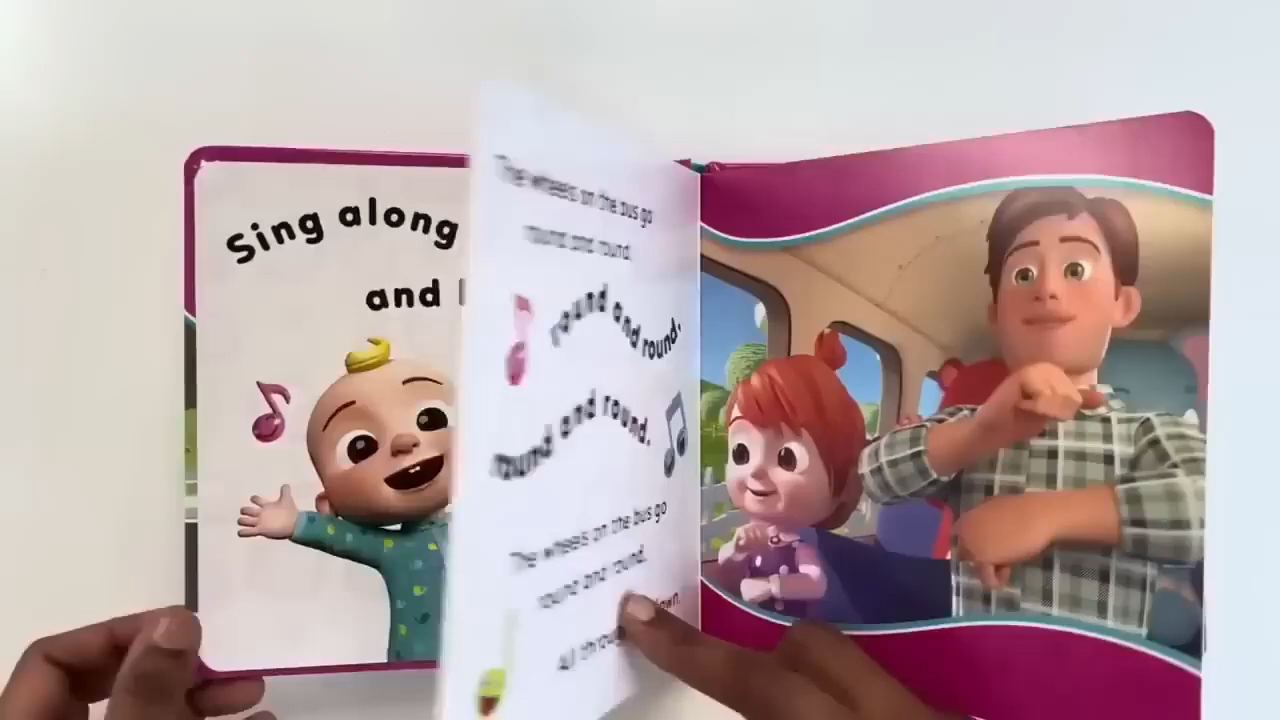 Sing along
and
The wheels on the bus go
round and round,
round and round,
round and round.
The wheels on the bus go
round and round.
All